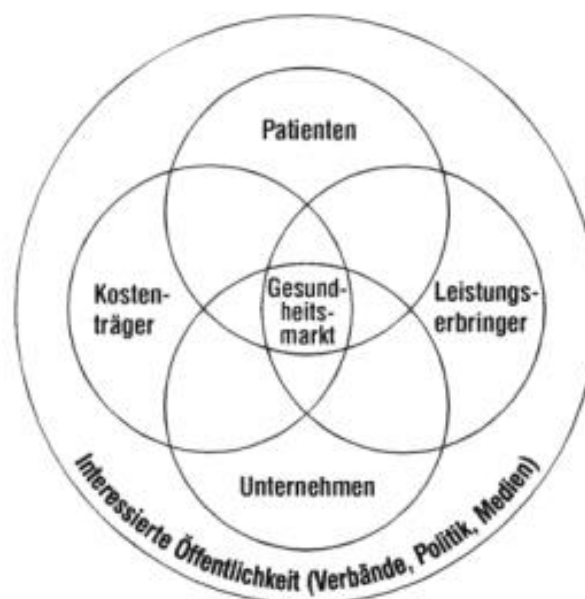 Patienten
Kosten-
träger
Gesund-
heits-
markt
Leistungs-
erbringer
Unternehmen
Interessierte Öffentlichkeit (Verbände, Politik, Medien)